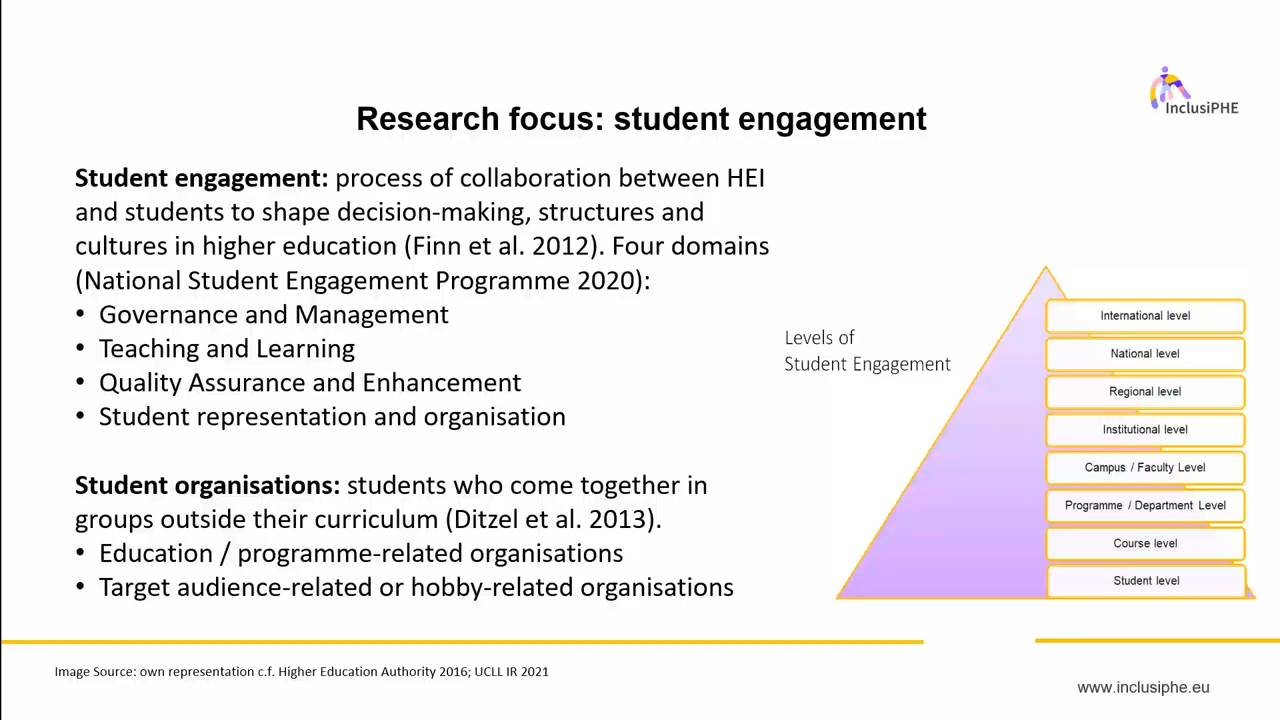 InclusiPHE
Research focus: student engagement
Student engagement: process of collaboration between HEI
and students to shape decision-making, structures and
cultures in higher education (Finn et al. 2012). Four domains
(National Student Engagement Programme 2020):
• Governance and Management
• Teaching and Learning
• Quality Assurance and Enhancement
• Student representation and organisation
Student organisations: students who come together in
groups outside their curriculum (Ditzel et al. 2013).
• Education / programme-related organisations
• Target audience-related or hobby-related organisations
Levels of
Student Engagement
International level
National level
Regional level
Institutional level
Campus / Faculty Level
Programme / Department Level
Course level
Student level
Image Source: own representation c.f. Higher Education Authority 2016; UCLL IR 2021
www.inclusiphe.eu